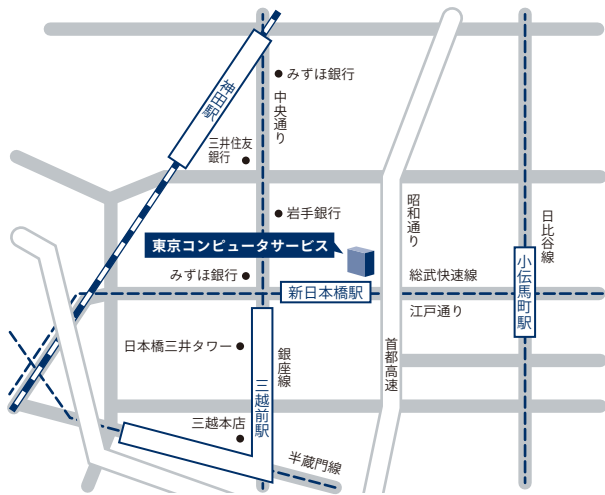 みずほ銀行
神田駅
中央通り
三井住友
銀行
岩手銀行
昭和通り
日比谷線
東京コンピュータサービス
みずほ銀行
総武快速線
新日本橋駅
小伝馬町駅
江戸通り
日本橋三井タワー
銀座線
首都高速
三越前駅
三越本店
半蔵門線